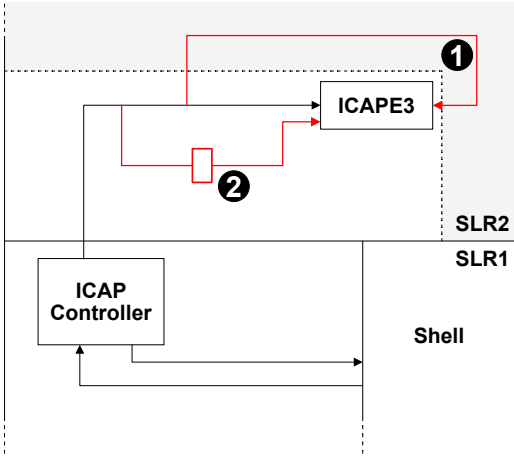 1
ICAPE3
2
SLR2
SLR1
ICAP
Controller
Shell